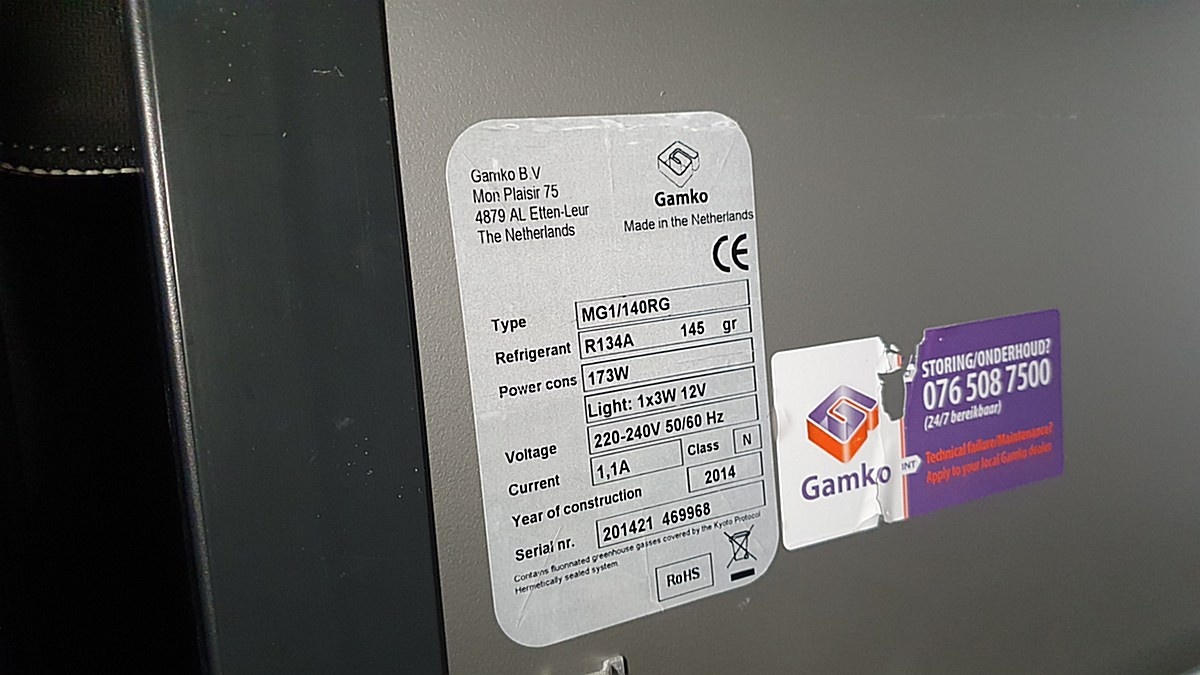 Gamko B.V
Mon Plaisir 75
4879 AL Etten-Leur
The Netherlands
Gamko
Made in the Netherlands
CE
Type MG1/140RG
Refrigerant R134A 145 gr
Power cons 173W
Light: 1x3W 12V
Voltage 220-240V 50/60 Hz
Current 1,1A Class N
Year of construction 2014
Serial nr. 201421 469968
Contains fluorinated greenhouse gasses covered by the Kyoto Protocol
Hermetically sealed system.
RoHS
Gamko
STORING/ONDERHOUD?
076 508 7500
(24/7 bereikbaar)
Technical failure/Maintenance?
Apply to your local Gamko dealer